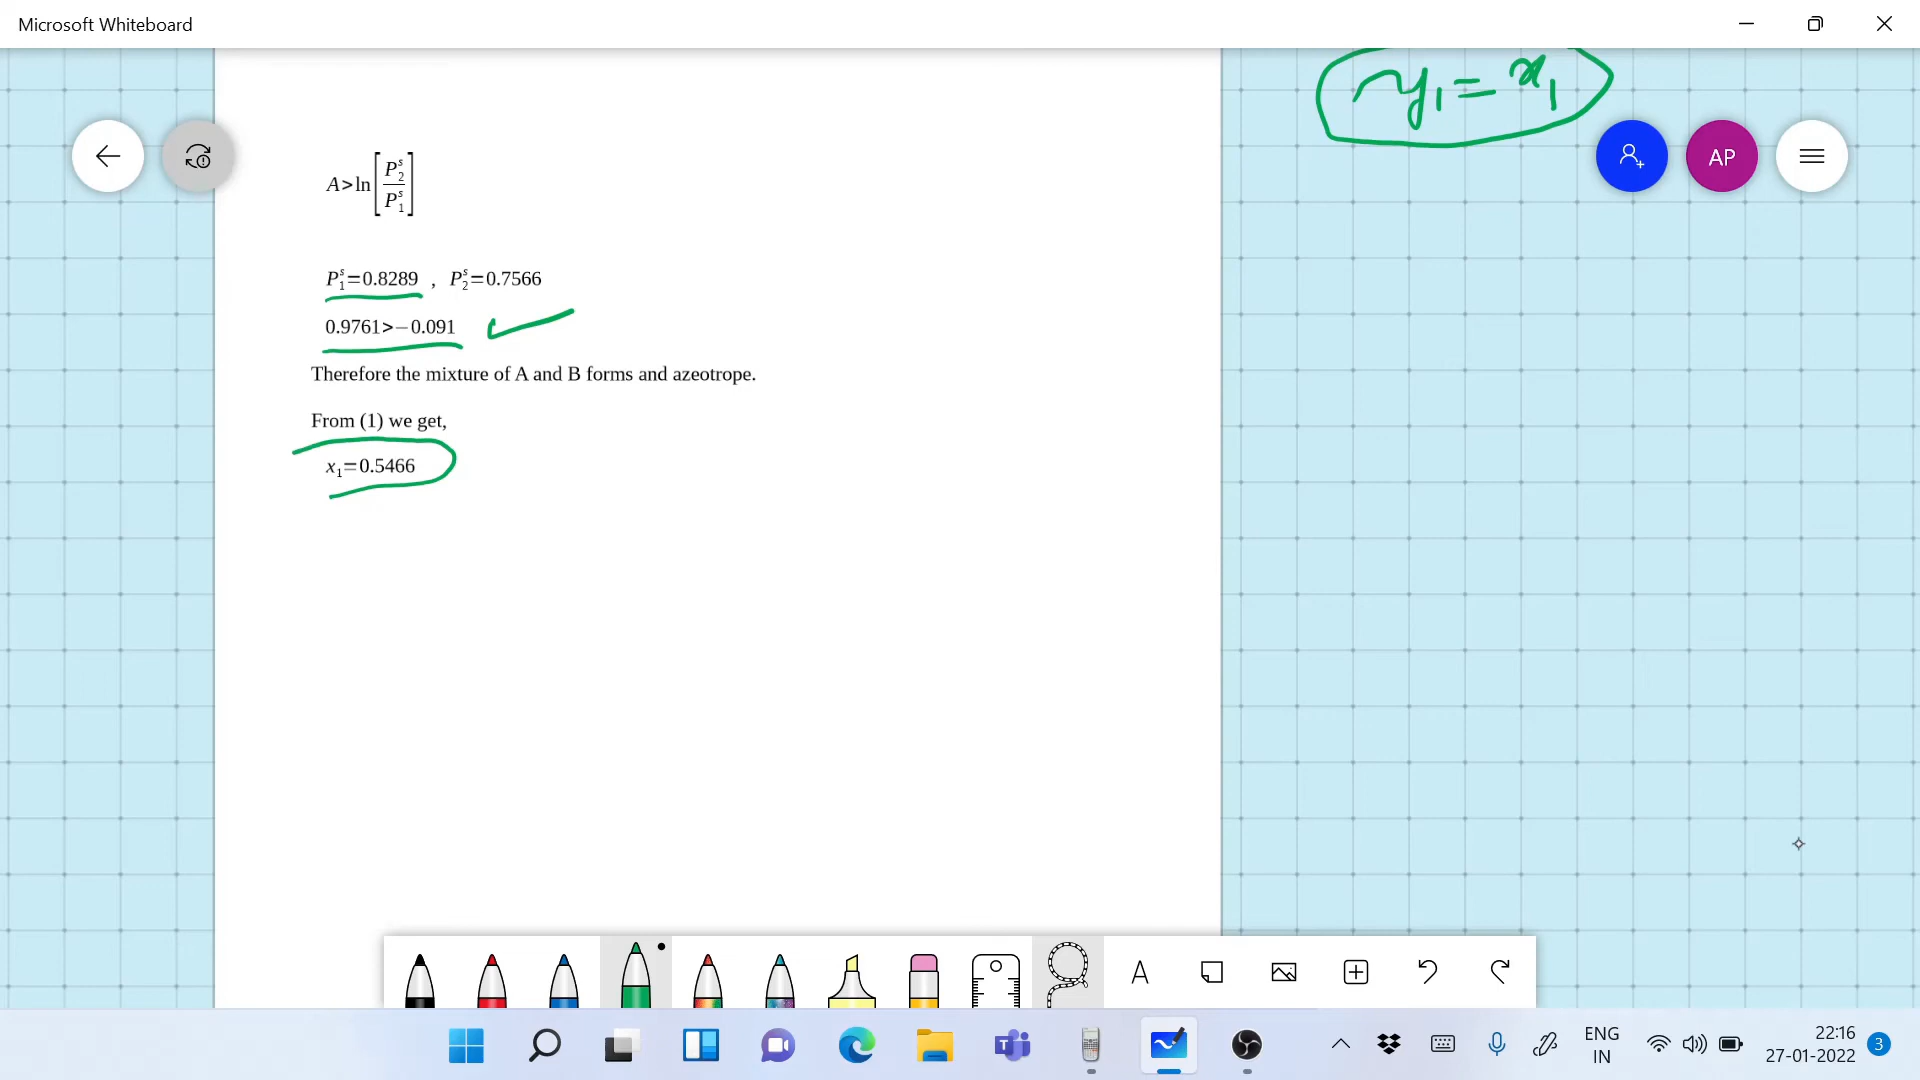 Microsoft Whiteboard
y₁ = x₁
AP
A>ln[P₂ˢ/P₁ˢ]
P₁ˢ=0.8289 , P₂ˢ=0.7566
0.9761>−0.091
Therefore the mixture of A and B forms and azeotrope.
From (1) we get,
x₁=0.5466
A
ENG
IN
22:16
27-01-2022
3